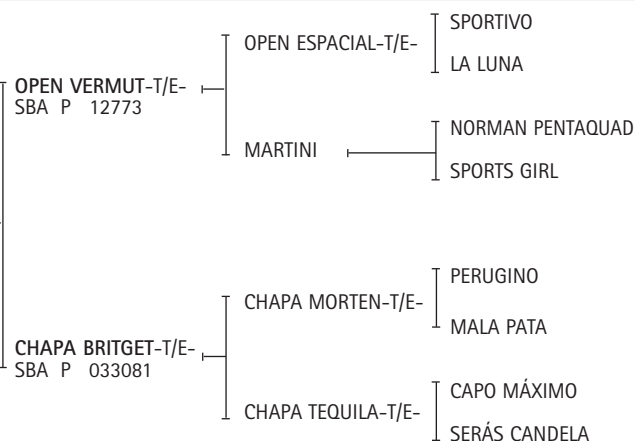 SPORTIVO
OPEN ESPACIAL-T/E-
LA LUNA
OPEN VERMUT-T/E-
SBA P 12773
NORMAN PENTAQUAD
MARTINI
SPORTS GIRL
PERUGINO
CHAPA MORTEN-T/E-
MALA PATA
CHAPA BRITGET-T/E-
SBA P 033081
CAPO MÁXIMO
CHAPA TEQUILA-T/E-
SERÁS CANDELA